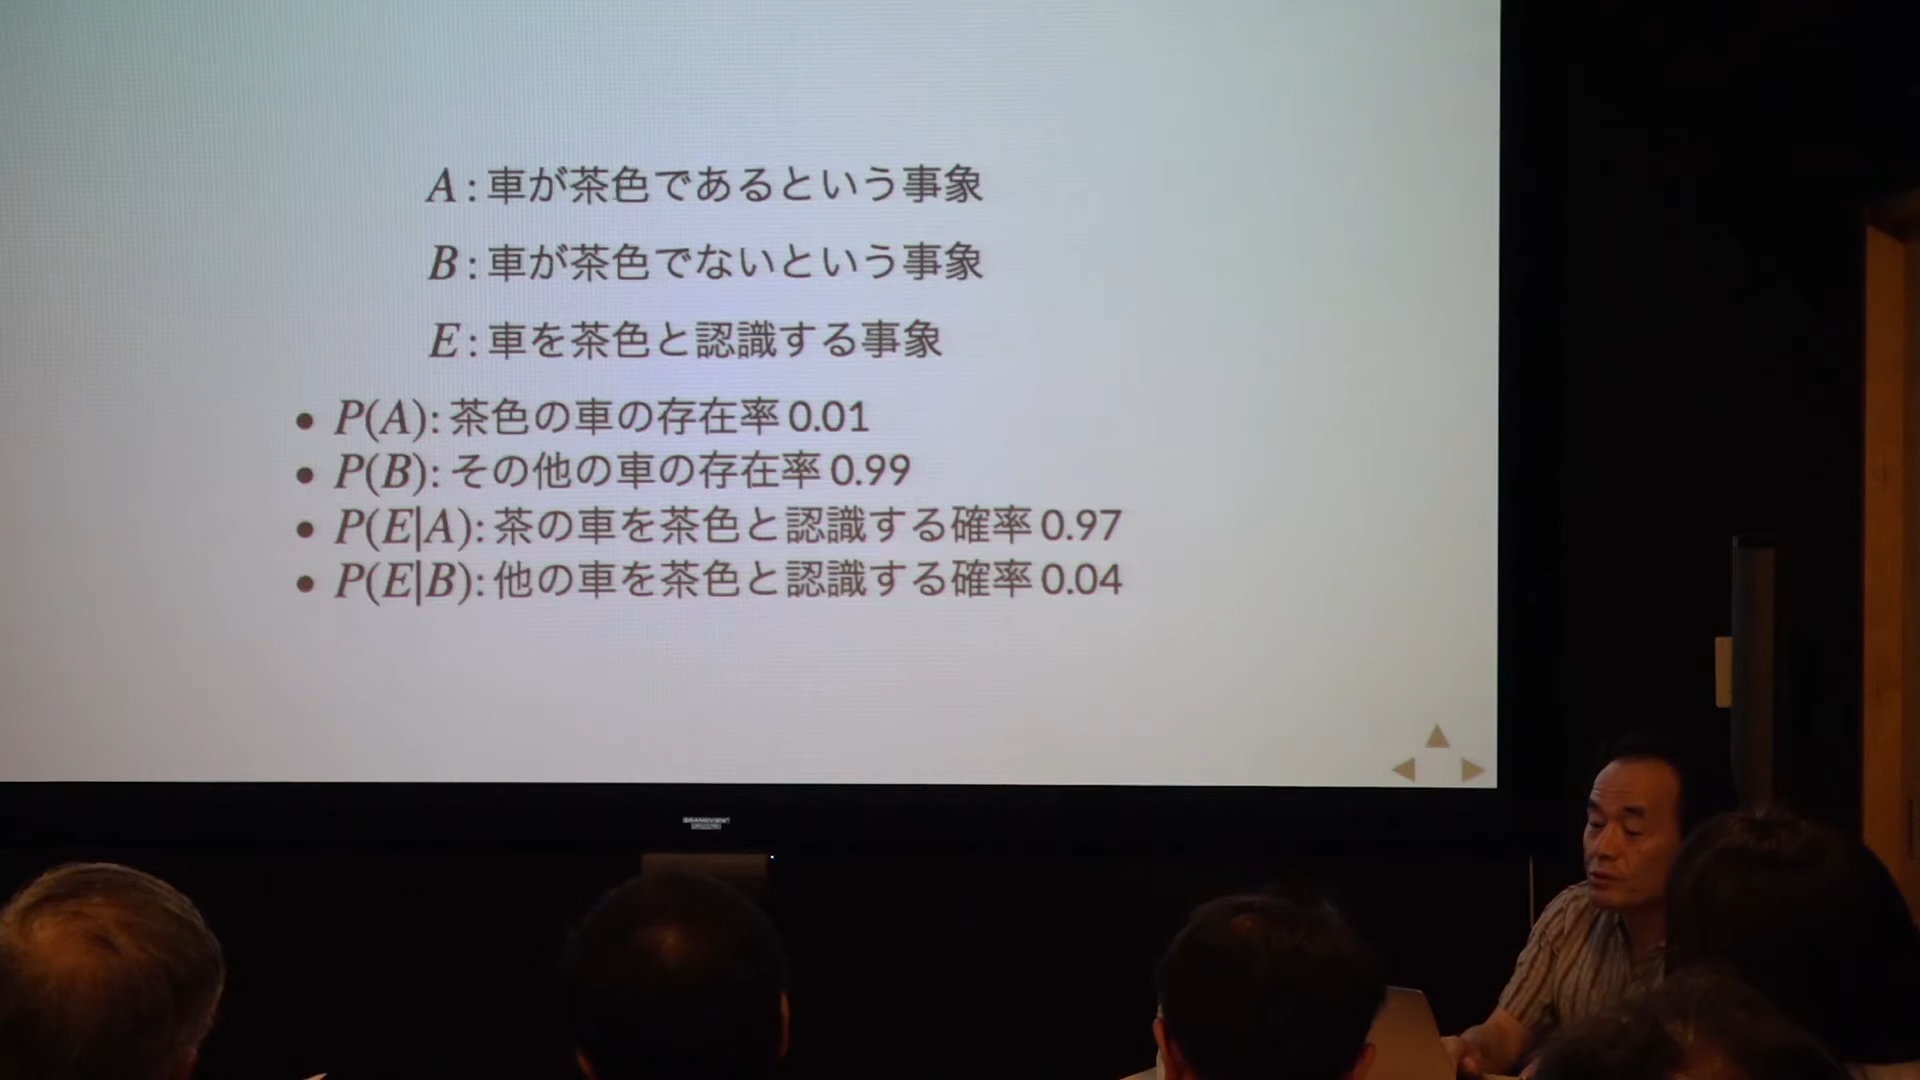 A : 車が茶色であるという事象
B : 車が茶色でないという事象
E : 車を茶色と認識する事象
• P(A): 茶色の車の存在率 0.01
• P(B): その他の車の存在率 0.99
• P(E|A): 茶の車を茶色と認識する確率 0.97
• P(E|B): 他の車を茶色と認識する確率 0.04